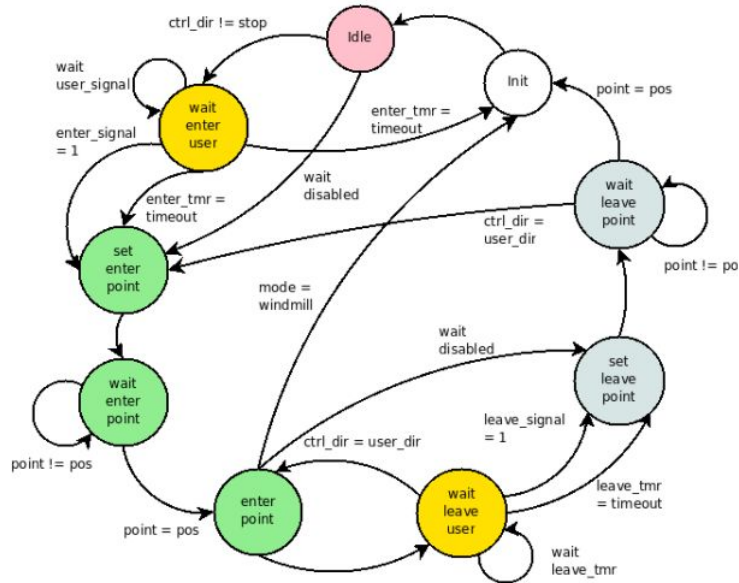 ctrl_dir != stop
Idle
Init
wait
user_signal
wait
enter
user
enter_tmr =
timeout
point = pos
enter_signal
= 1
enter_tmr =
timeout
wait
disabled
wait
leave
point
ctrl_dir =
user_dir
point != po
set
enter
point
mode =
windmill
wait
disabled
set
leave
point
wait
enter
point
point != pos
ctrl_dir = user_dir
leave_signal
= 1
leave_tmr
= timeout
point = pos
enter
point
wait
leave
user
wait
leave_tmr